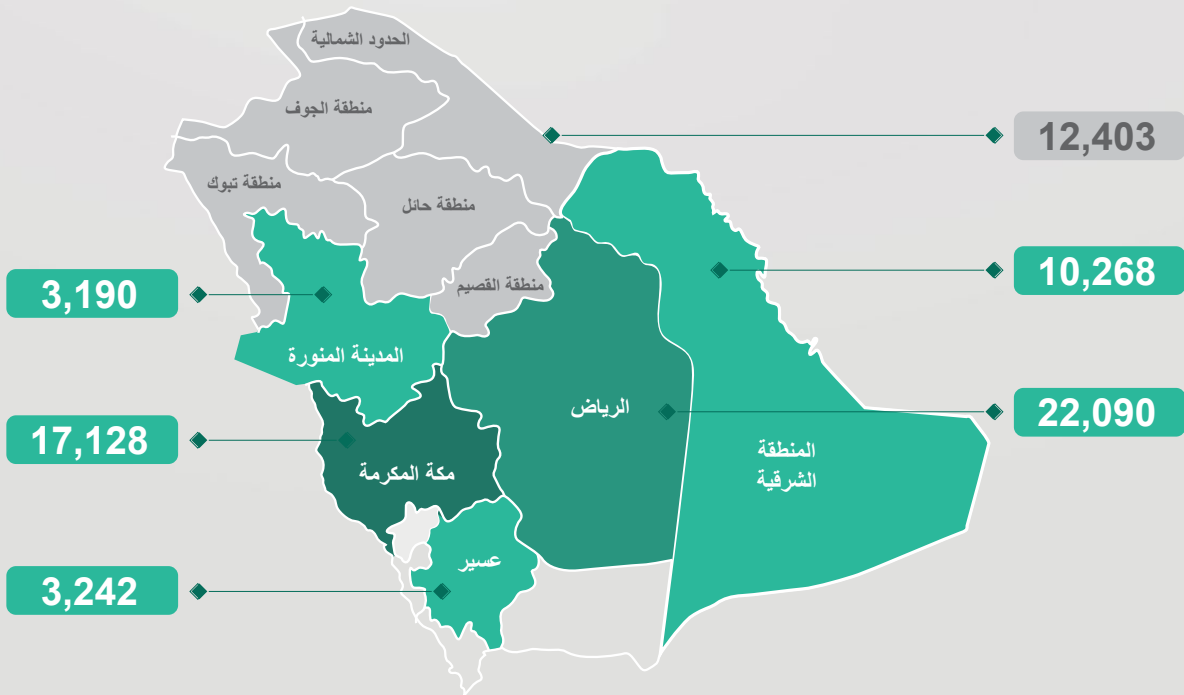 الحدود الشمالية
منطقة الجوف
12,403
منطقة تبوك
منطقة حائل
10,268
منطقة القصيم
3,190
المدينة المنورة
الرياض
22,090
17,128
المنطقة
الشرقية
مكة المكرمة
عسير
3,242